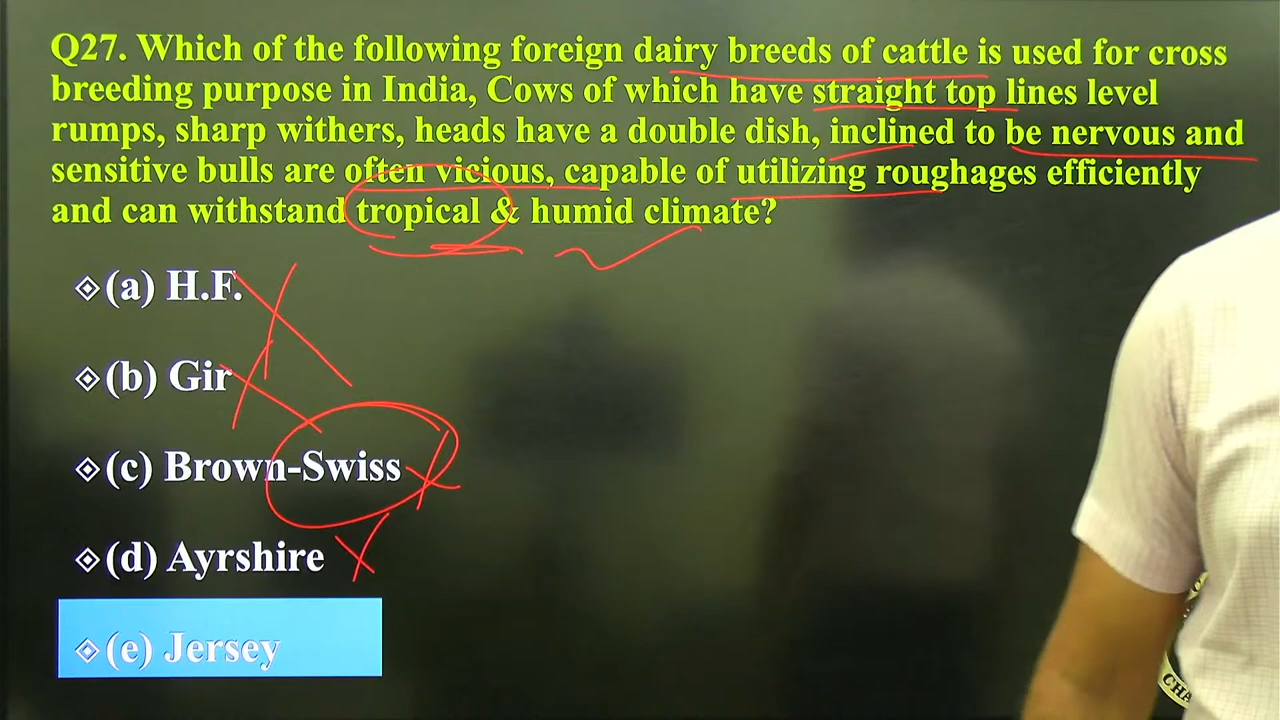 Q27. Which of the following foreign dairy breeds of cattle is used for cross
breeding purpose in India, Cows of which have straight top lines level
rumps, sharp withers, heads have a double dish, inclined to be nervous and
sensitive bulls are often vicious, capable of utilizing roughages efficiently
and can withstand tropical & humid climate?
(a) H.F.
(b) Gir
(c) Brown-Swiss
(d) Ayrshire
(e) Jersey
CHA